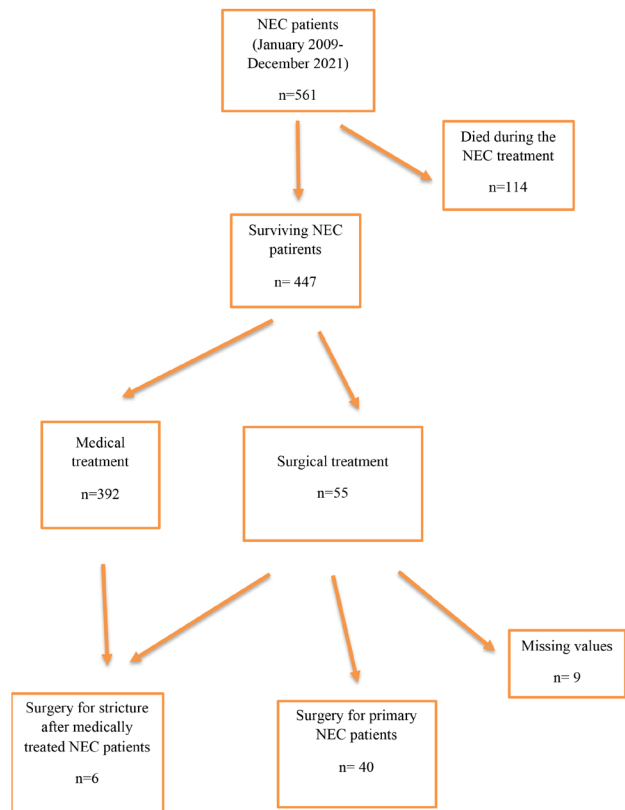 NEC patients
(January 2009-
December 2021)
n=561
Died during the
NEC treatment
n=114
Surviving NEC
patirents
n= 447
Medical
treatment
n=392
Surgical treatment
n=55
Missing values
n= 9
Surgery for stricture
after medically
treated NEC patients
n=6
Surgery for primary
NEC patients
n= 40